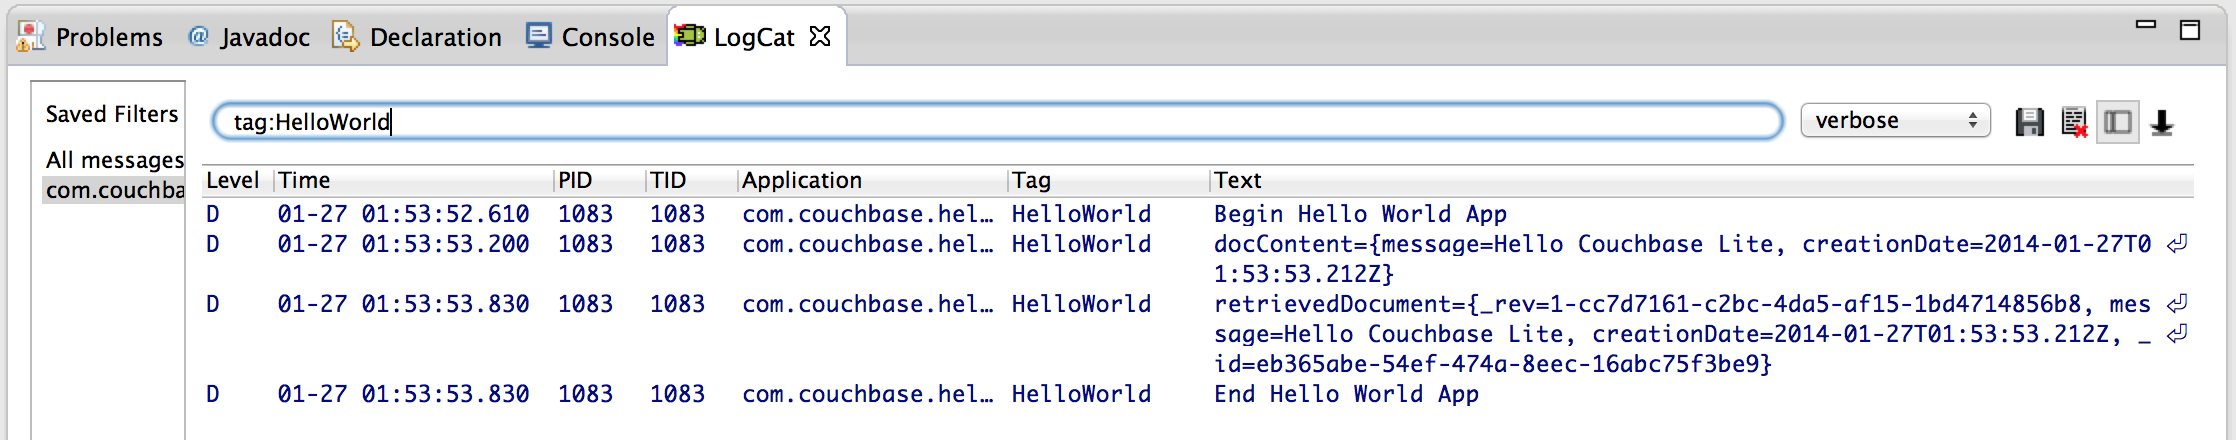 Problems @ Javadoc Declaration Console LogCat
Saved Filters
All messages
com.couchba
tag:HelloWorld
verbose
Level Time PID TID Application Tag Text
D 01-27 01:53:52.610 1083 1083 com.couchbase.hel… HelloWorld Begin Hello World App
D 01-27 01:53:53.200 1083 1083 com.couchbase.hel… HelloWorld docContent={message=Hello Couchbase Lite, creationDate=2014-01-27T0
1:53:53.212Z}
D 01-27 01:53:53.830 1083 1083 com.couchbase.hel… HelloWorld retrievedDocument={_rev=1-cc7d7161-c2bc-4da5-af15-1bd4714856b8, mes
sage=Hello Couchbase Lite, creationDate=2014-01-27T01:53:53.212Z, _
id=eb365abe-54ef-474a-8eec-16abc75f3be9}
D 01-27 01:53:53.830 1083 1083 com.couchbase.hel… HelloWorld End Hello World App